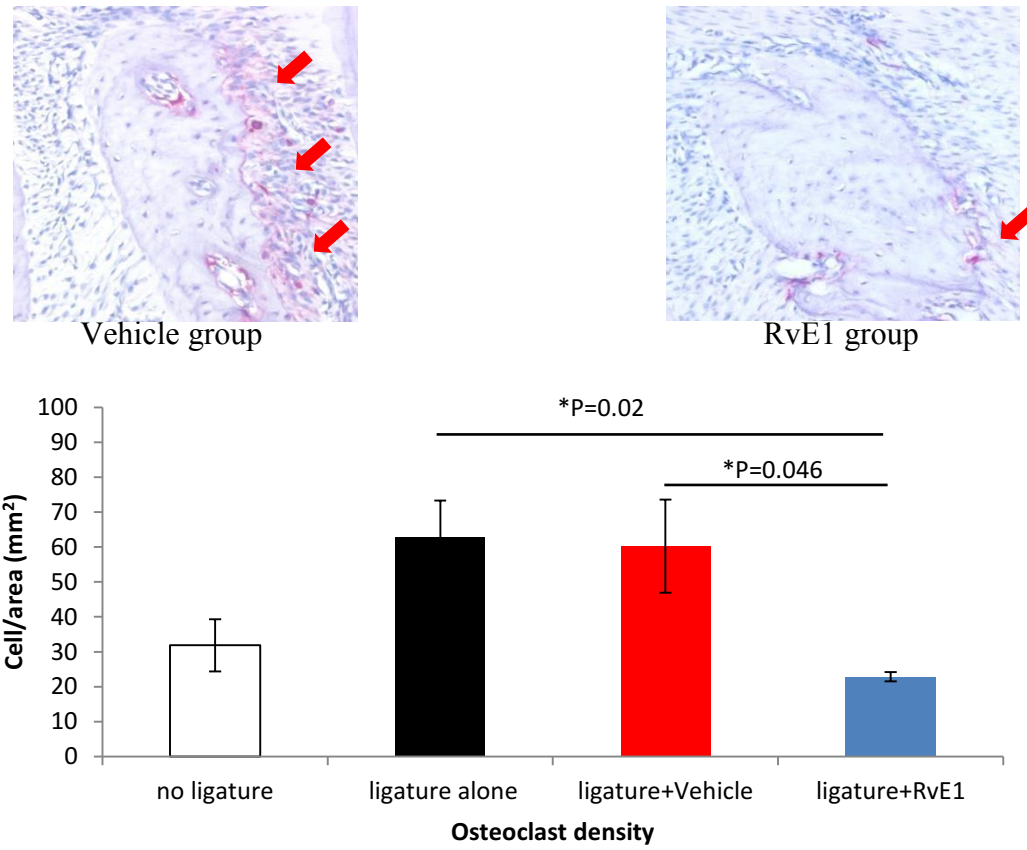 Vehicle group
RvE1 group
*P=0.02
*P=0.046
100
90
80
70
60
50
40
30
20
10
0
Cell/area (mm²)
no ligature
ligature alone
ligature+Vehicle
ligature+RvE1
Osteoclast density